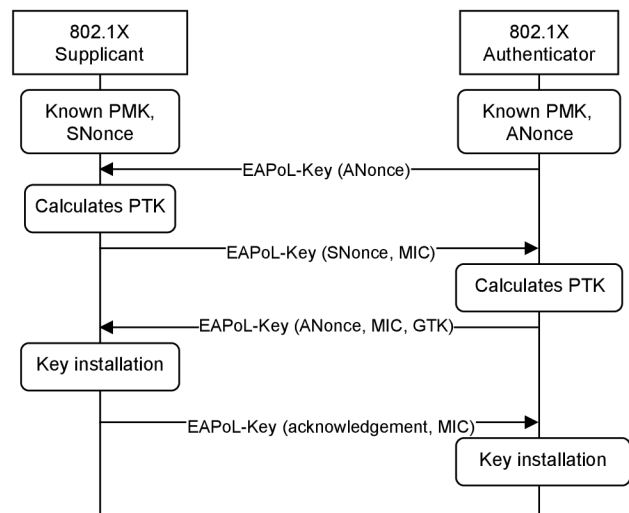 802.1X
Supplicant
802.1X
Authenticator
Known PMK,
SNonce
Known PMK,
ANonce
EAPoL-Key (ANonce)
Calculates PTK
EAPoL-Key (SNonce, MIC)
Calculates PTK
EAPoL-Key (ANonce, MIC, GTK)
Key installation
EAPoL-Key (acknowledgement, MIC)
Key installation